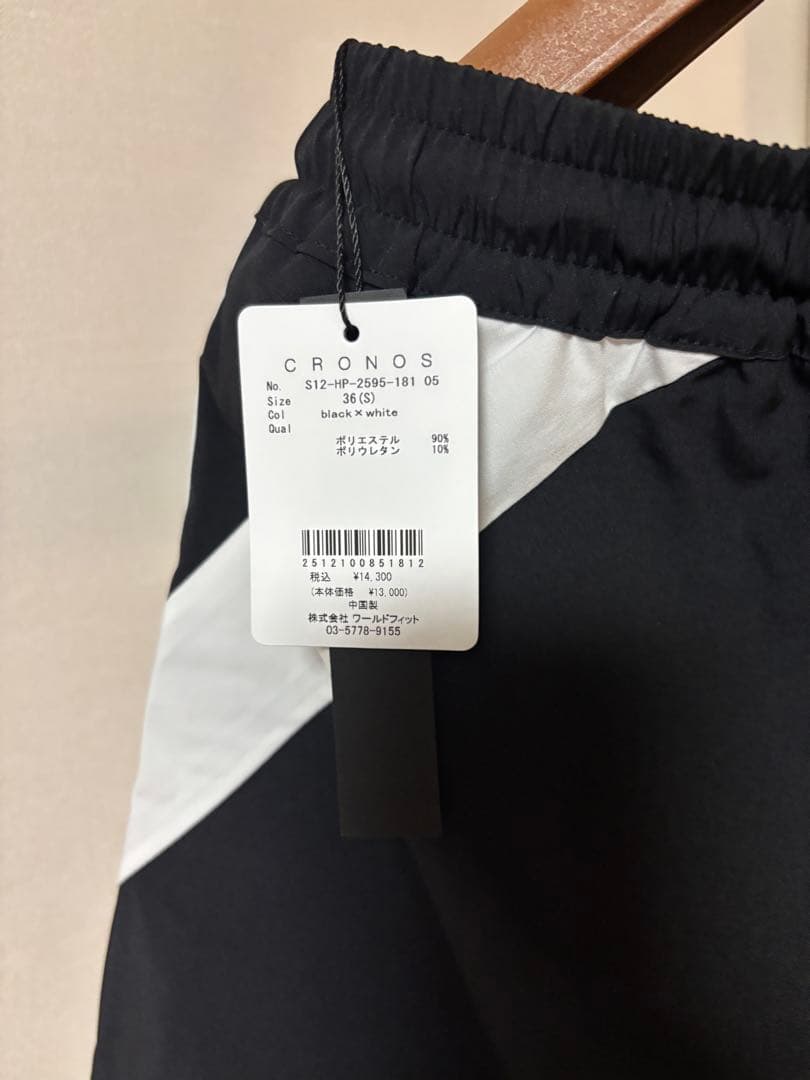 CRONOS
No. S12-HP-2595-181 05
Size 36(S)
Col black×white
Qual
ポリエステル 90%
ポリウレタン 10%
2512100851812
税込 ¥14,300
(本体価格 ¥13,000)
中国製
株式会社 ワールドフィット
03-5778-9155